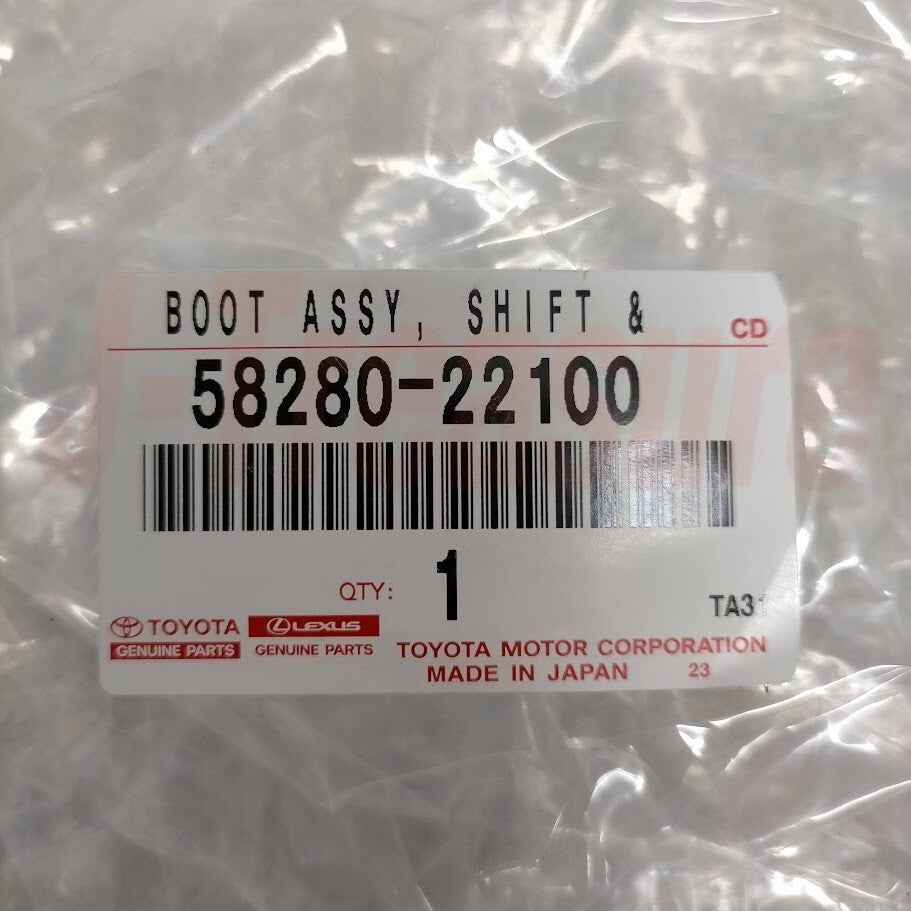 BOOT ASSY, SHIFT &
CD
58280-22100
QTY: 1
TA31
TOYOTA
GENUINE PARTS
LEXUS
GENUINE PARTS
TOYOTA MOTOR CORPORATION
MADE IN JAPAN 23